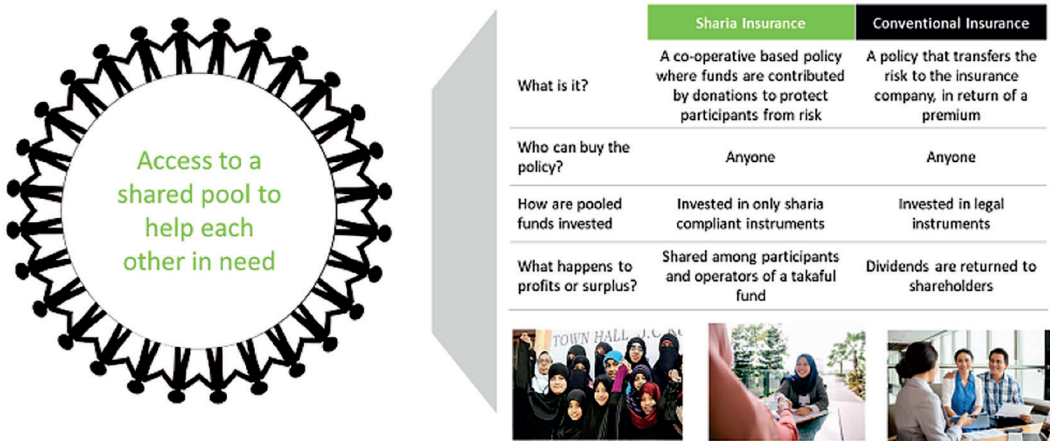 Access to a
shared pool to
help each
other in need
Sharia Insurance
Conventional Insurance
What is it?
A co-operative based policy
where funds are contributed
by donations to protect
participants from risk
A policy that transfers the
risk to the insurance
company, in return of a
premium
Who can buy the
policy?
Anyone
Anyone
How are pooled
funds invested
Invested in only sharia
compliant instruments
Invested in legal
instruments
What happens to
profits or surplus?
Shared among participants
and operators of a takaful
fund
Dividends are returned to
shareholders
TOWN HALL